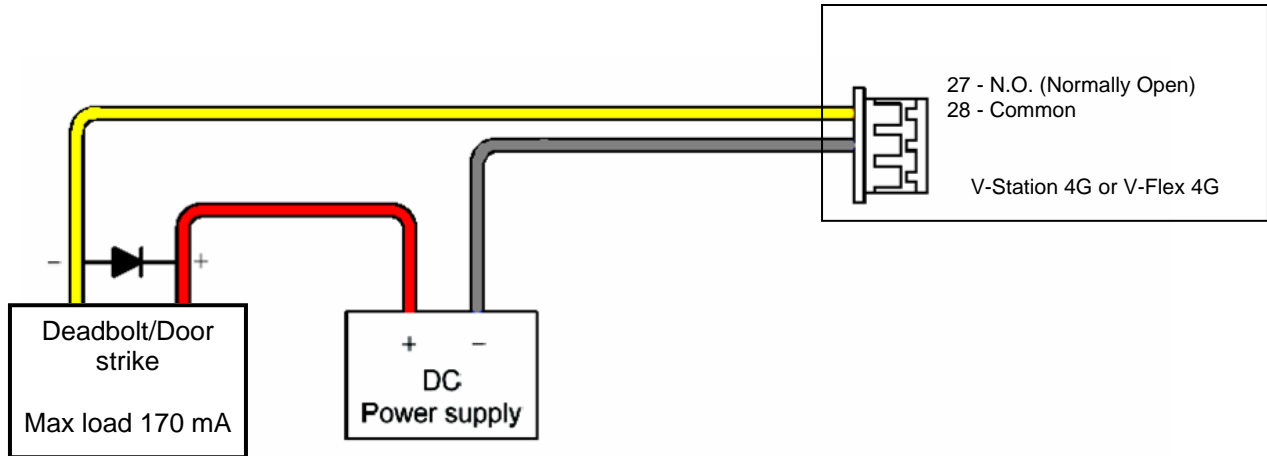 27 - N.O. (Normally Open)
28 - Common
V-Station 4G or V-Flex 4G
− +
Deadbolt/Door
strike
Max load 170 mA
+ −
DC
Power supply